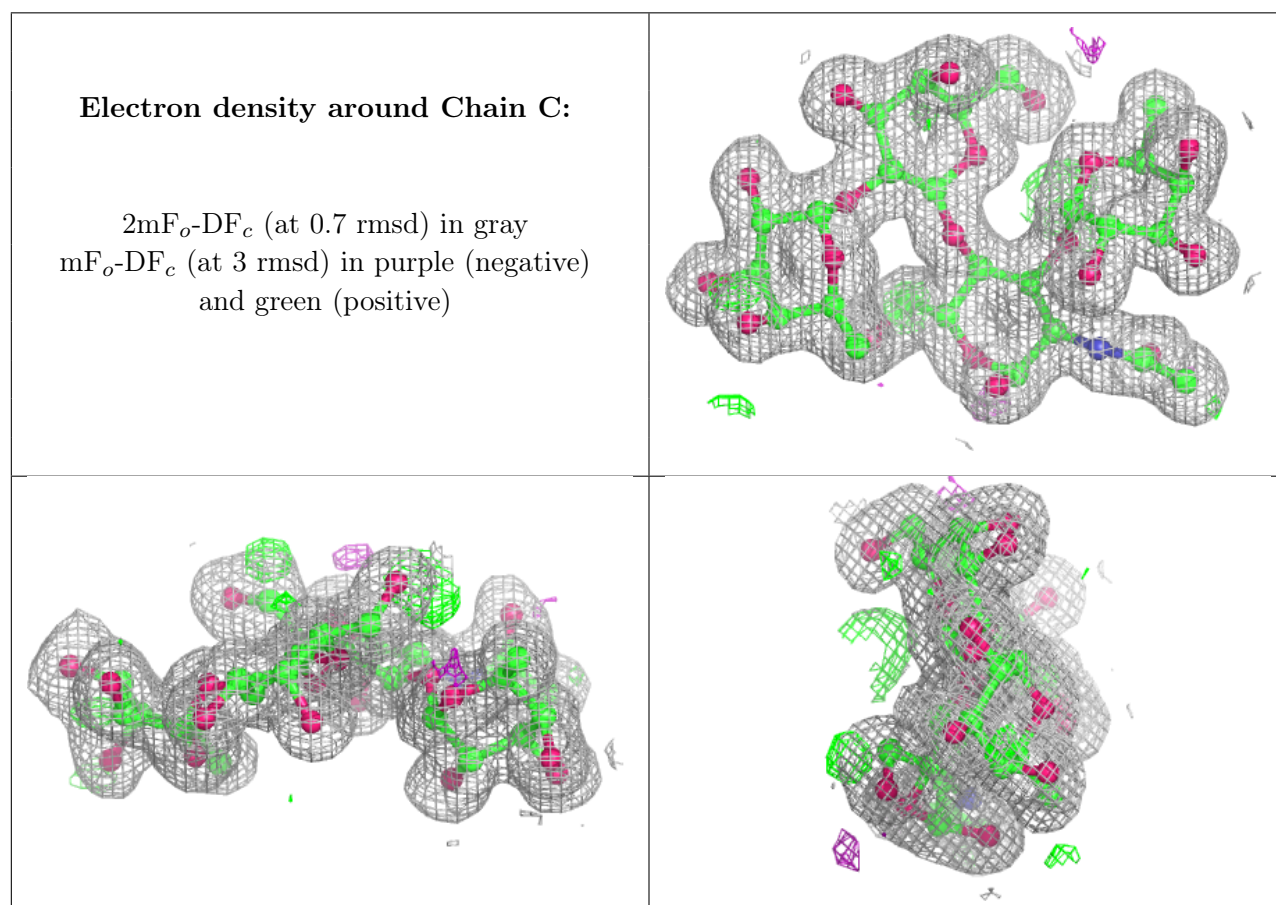 Electron density around Chain C:
2mFo-DFc (at 0.7 rmsd) in gray
mFo-DFc (at 3 rmsd) in purple (negative)
and green (positive)